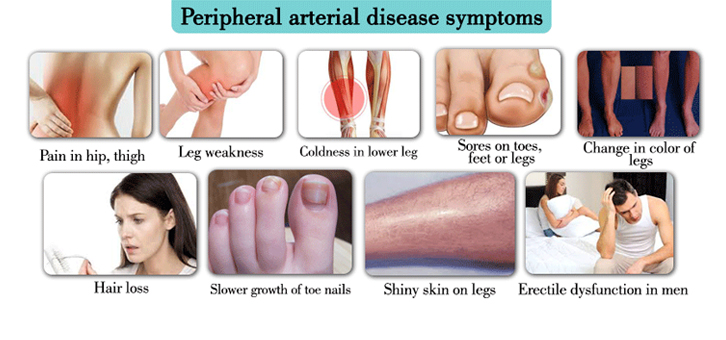 Peripheral arterial disease symptoms
Pain in hip, thigh
Leg weakness
Coldness in lower leg
Sores on toes,
feet or legs
Change in color of
legs
Hair loss
Slower growth of toe nails
Shiny skin on legs
Erectile dysfunction in men